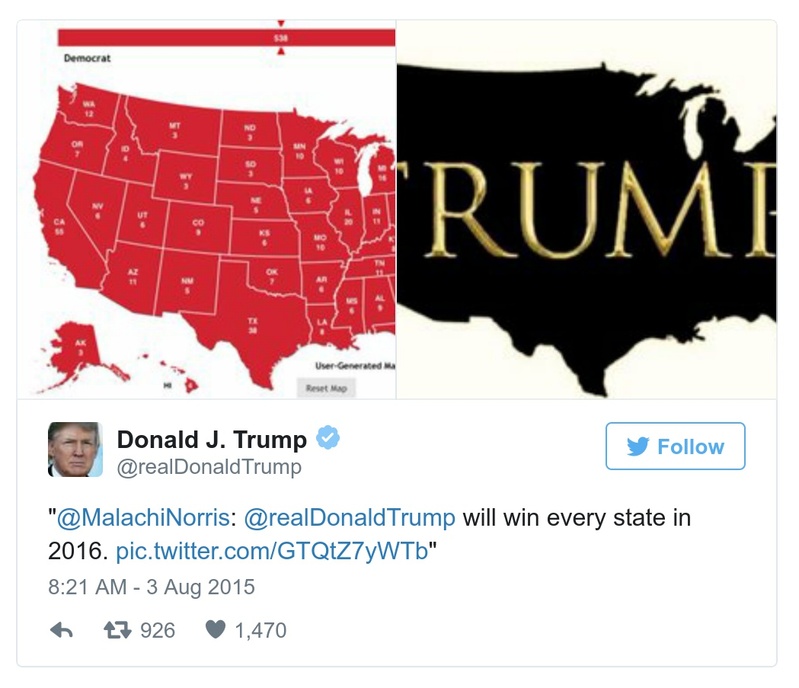 538
Democrat
WA
12
OR
7
CA
55
NV
6
ID
4
MT
3
WY
3
UT
6
AZ
11
CO
9
NM
5
ND
3
SD
3
NE
5
KS
6
OK
7
TX
38
MN
10
IA
6
MO
10
AR
6
LA
8
WI
10
IL
20
MI
16
IN
11
TN
11
MS
6
AL
9
AK
3
HI
User-Generated Ma
Reset Map
TRUMP
Donald J. Trump
@realDonaldTrump
Follow
"@MalachiNorris: @realDonaldTrump will win every state in
2016. pic.twitter.com/GTQtZ7yWTb"
8:21 AM - 3 Aug 2015
926 1,470